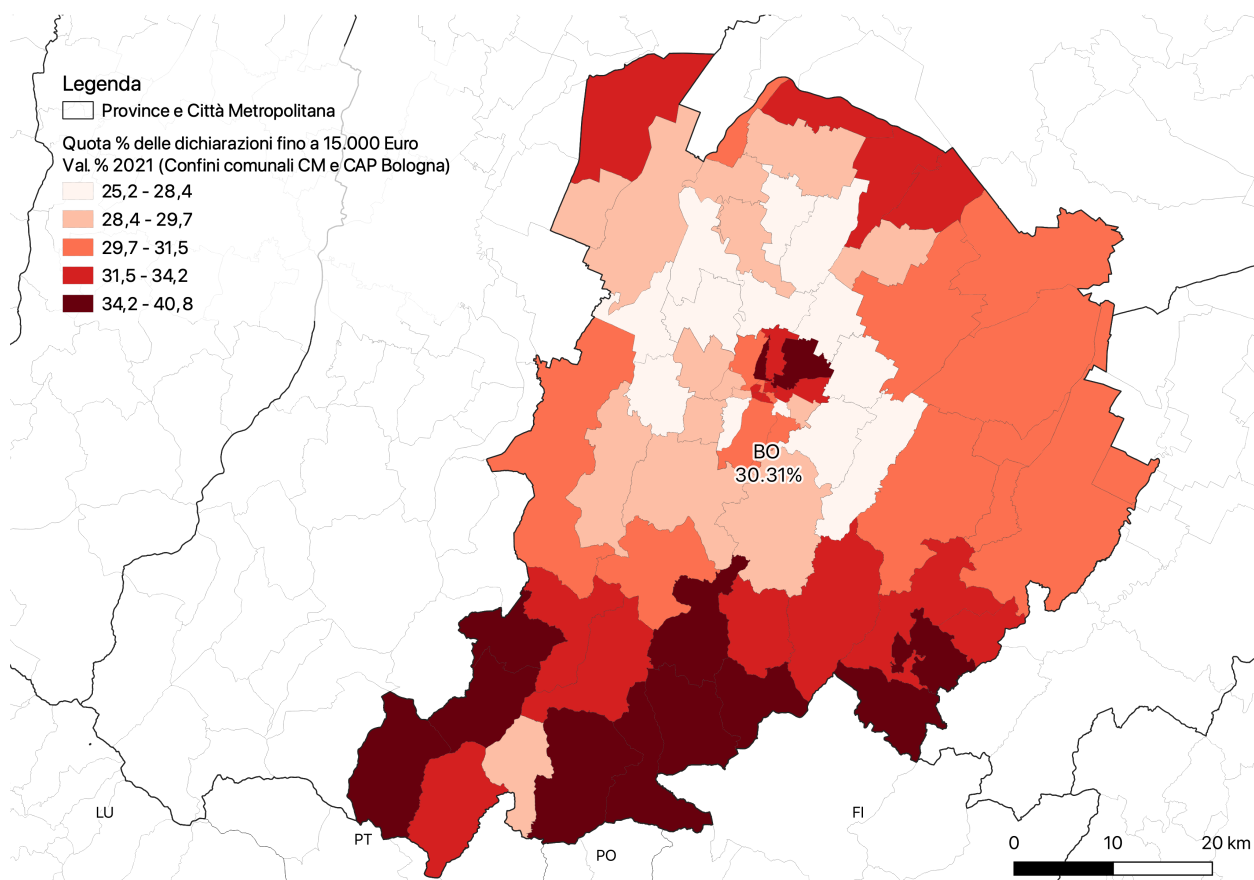 Legenda
Province e Città Metropolitana
Quota % delle dichiarazioni fino a 15.000 Euro
Val. % 2021 (Confini comunali CM e CAP Bologna)
25,2 - 28,4
28,4 - 29,7
29,7 - 31,5
31,5 - 34,2
34,2 - 40,8
BO
30.31%
LU
PT
PO
FI
0 10 20 km